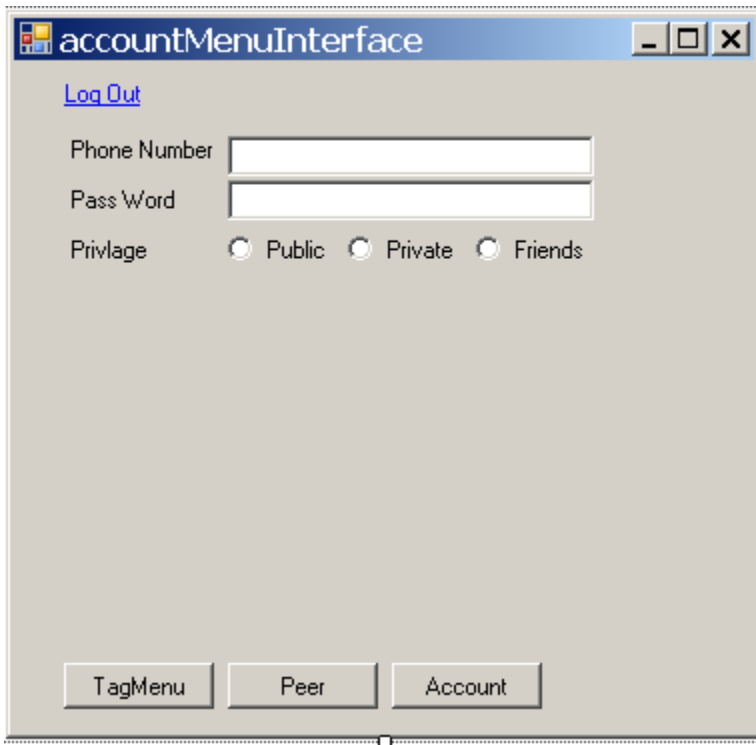 accountMenuInterface
Log Out
Phone Number
Pass Word
Privlage Public Private Friends
TagMenu Peer Account